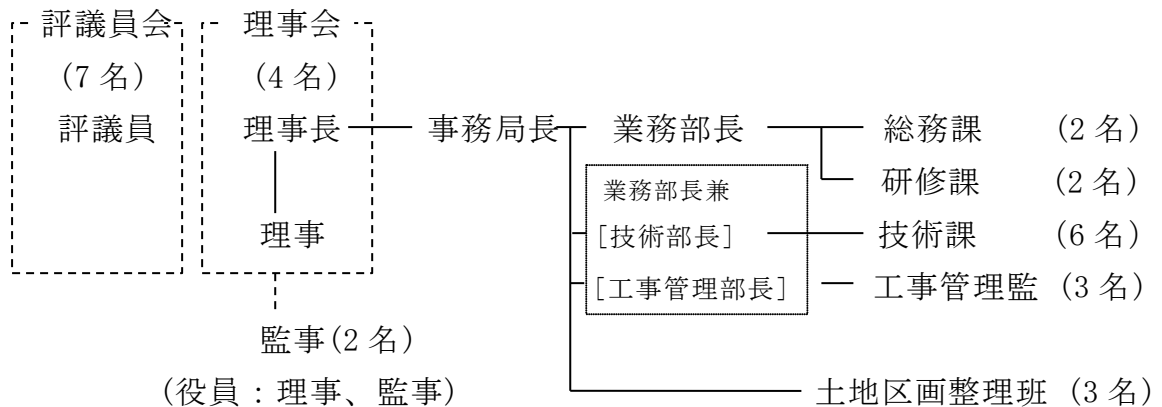 評議員会 理事会
(7 名) (4 名)
評議員 理事長 事務局長 業務部長 総務課 (2 名)
業務部長兼 研修課 (2 名)
理事 [技術部長] 技術課 (6 名)
[工事管理部長] 工事管理監 (3 名)
監事(2 名)
(役員：理事、監事) 土地区画整理班 (3 名)